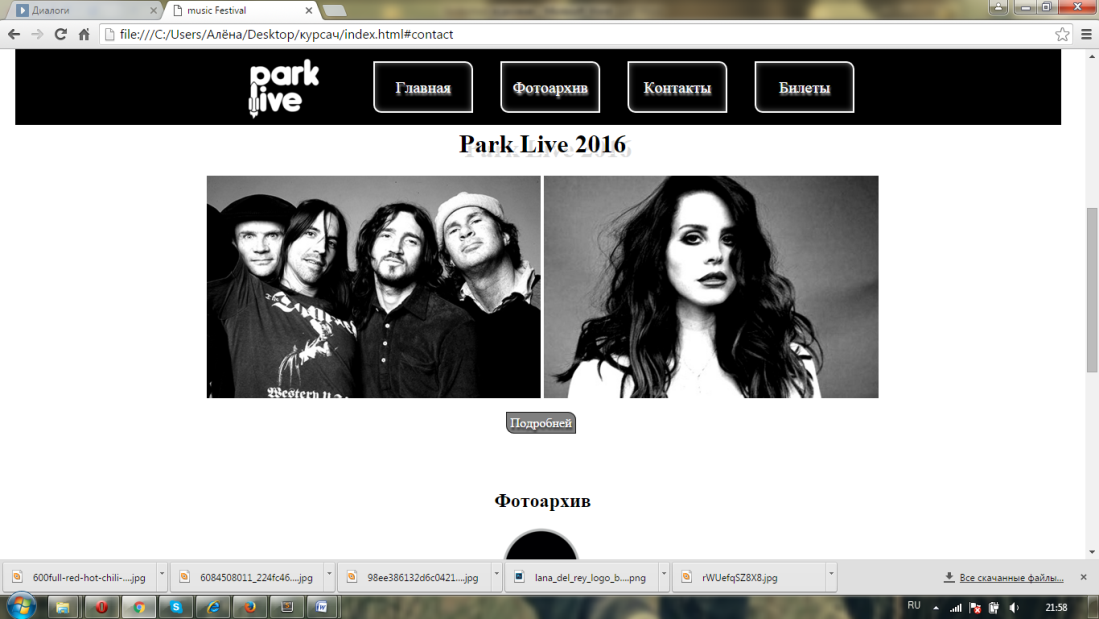 Диалоги
music Festival
file:///C:/Users/Алёна/Desktop/курсач/index.html#contact
park
live
Главная
Фотоархив
Контакты
Билеты
Park Live 2016
Подробней
Фотоархив
600full-red-hot-chili-....jpg
6084508011_224fc46....jpg
98ee386132d6c0421....jpg
lana_del_rey_logo_b....png
rWUefqSZ8X8.jpg
Все скачанные файлы...
RU
21:58